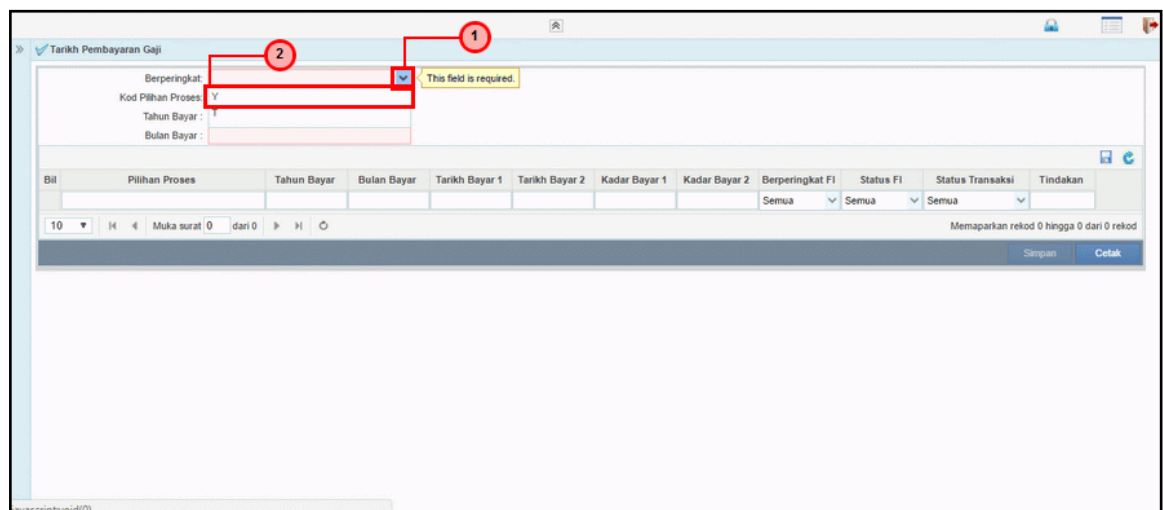 1
Tarikh Pembayaran Gaji
2
Berperingkat:
This field is required.
Kod Pilihan Proses: Y
Tahun Bayar : T
Bulan Bayar :
Bil Pilihan Proses Tahun Bayar Bulan Bayar Tarikh Bayar 1 Tarikh Bayar 2 Kadar Bayar 1 Kadar Bayar 2 Berperingkat FI Status FI Status Transaksi Tindakan
Semua Semua Semua
10 Muka surat 0 dari 0 Memaparkan rekod 0 hingga 0 dari 0 rekod
Simpan Cetak